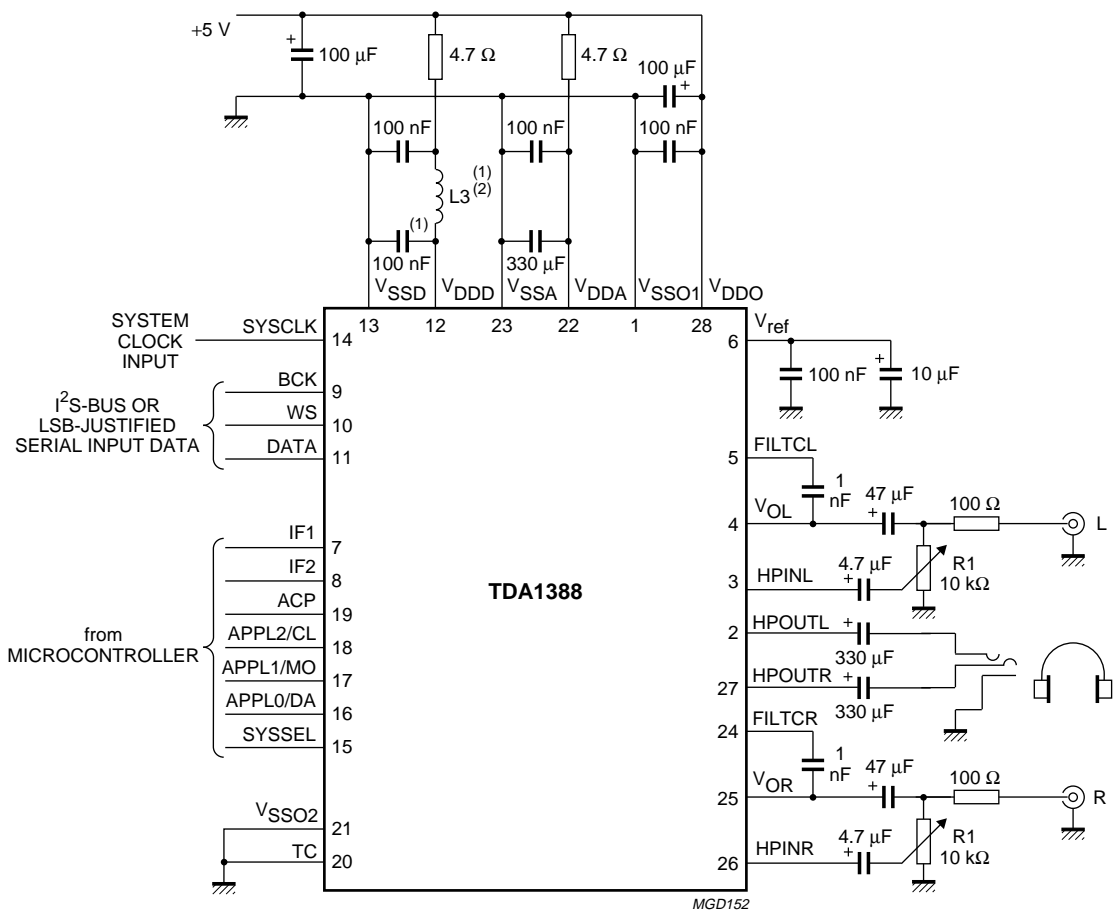 +5 V
+
100 μF
4.7 Ω
4.7 Ω
100 μF
+
100 nF
100 nF
100 nF
L3
(1)
(2)
(1)
100 nF
330 μF
VSSD
VDDD
VSSA
VDDA
VSSO1
VDDO
13
12
23
22
1
28
SYSTEM
CLOCK
INPUT
SYSCLK
14
6
Vref
100 nF
+
10 μF
I2S-BUS OR
LSB-JUSTIFIED
SERIAL INPUT DATA
BCK
9
WS
10
DATA
11
5
FILTCL
1
nF
4
VOL
47 μF
+
100 Ω
L
3
HPINL
4.7 μF
+
R1
10 kΩ
TDA1388
from
MICROCONTROLLER
IF1
7
IF2
8
ACP
19
APPL2/CL
18
APPL1/MO
17
APPL0/DA
16
SYSSEL
15
2
HPOUTL
+
330 μF
27
HPOUTR
+
330 μF
24
FILTCR
1
nF
25
VOR
47 μF
+
100 Ω
R
26
HPINR
4.7 μF
+
R1
10 kΩ
VSSO2
21
TC
20
MGD152